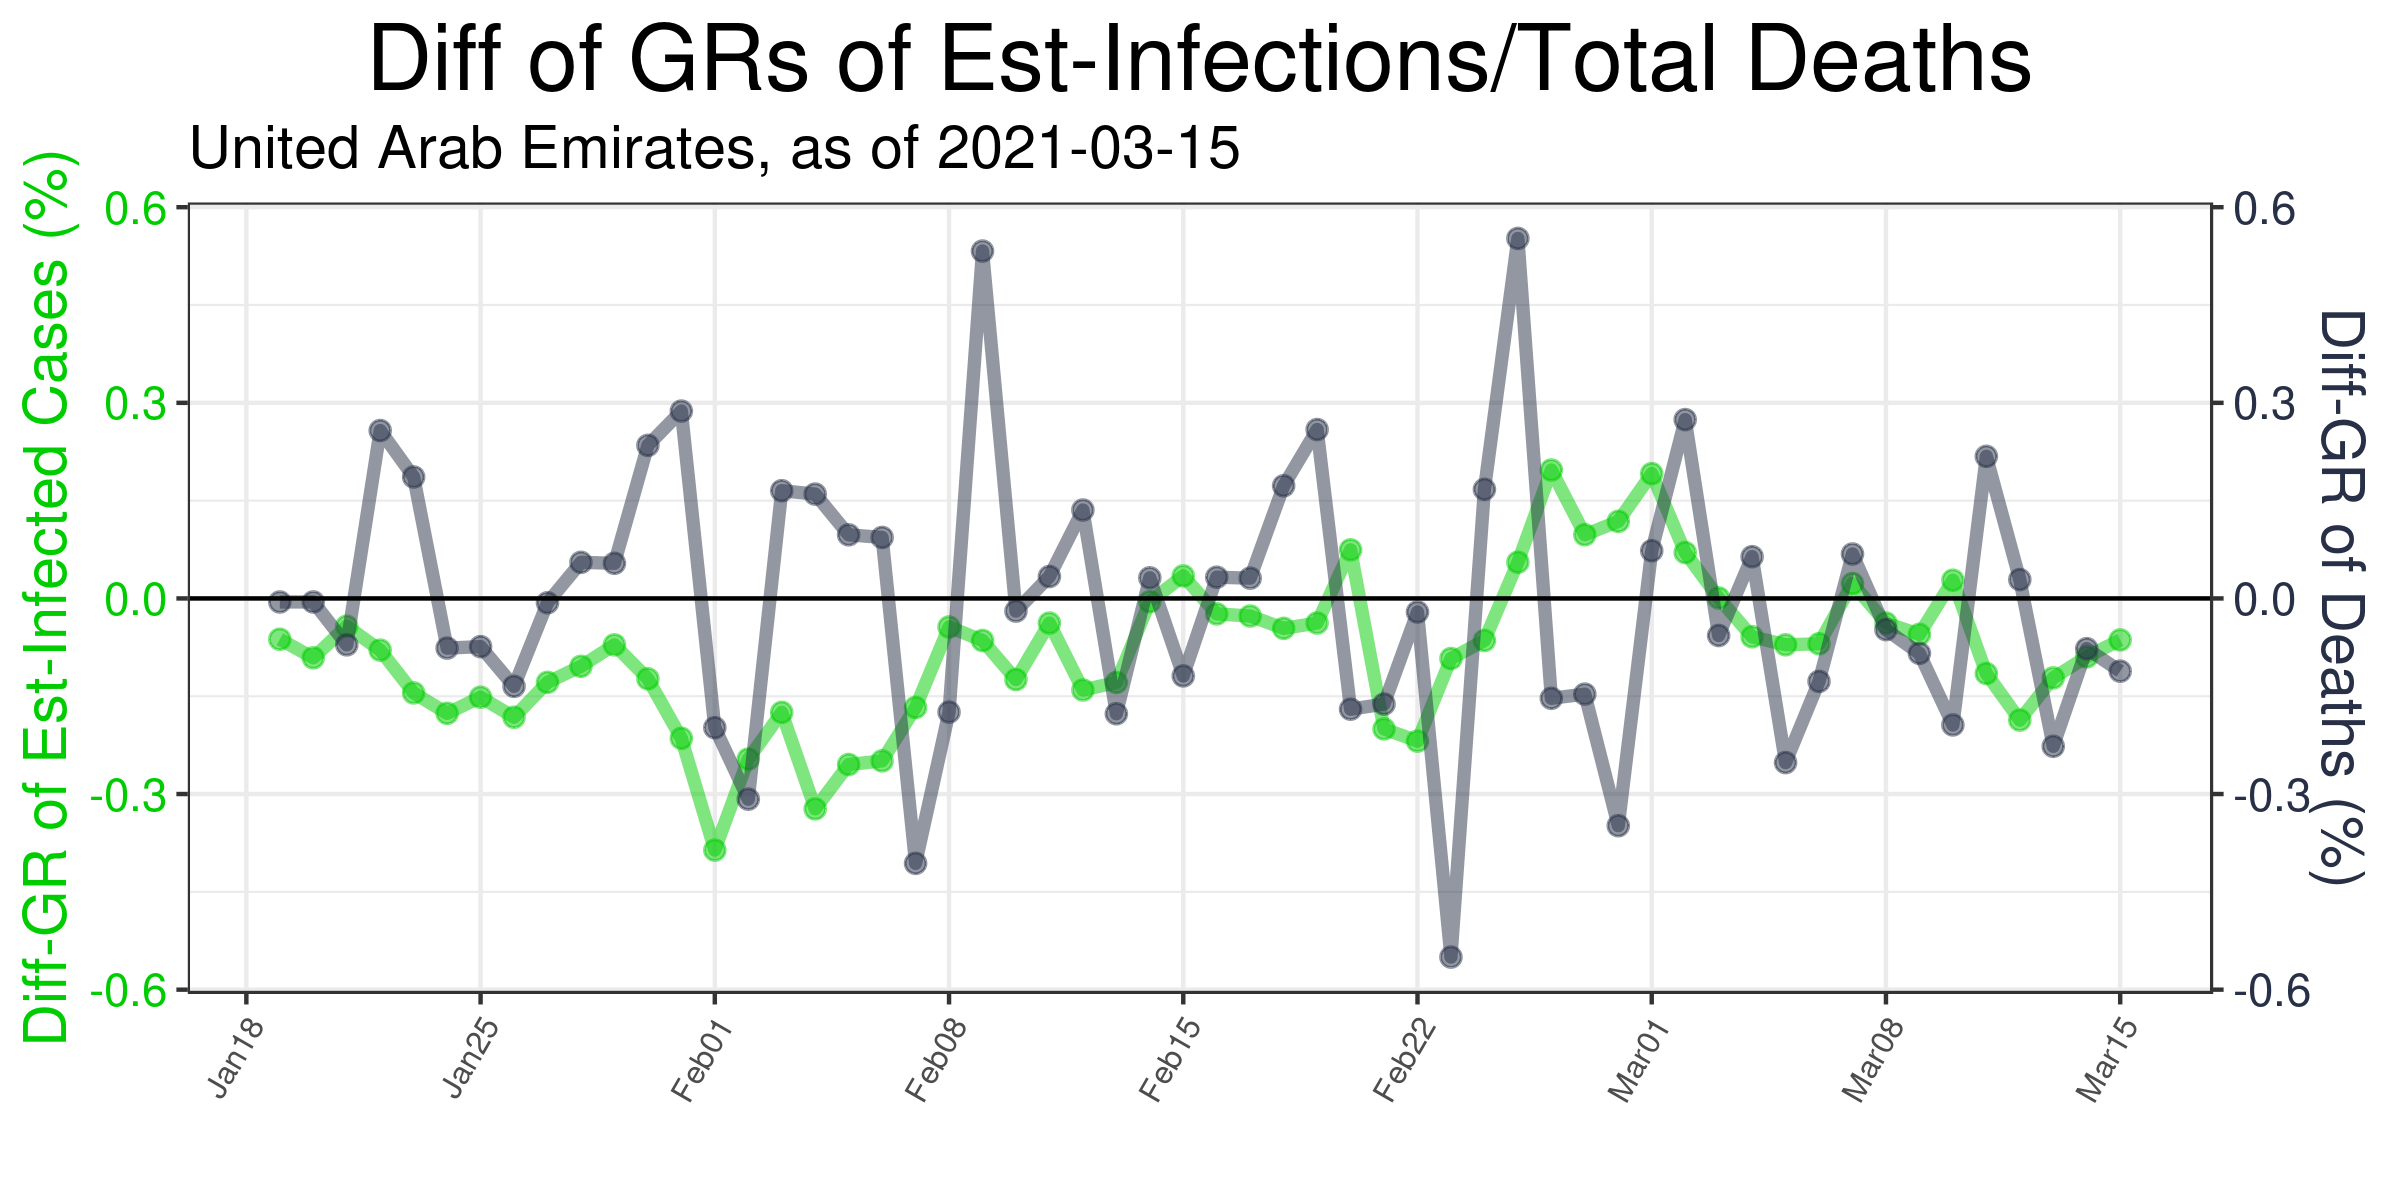 Diff of GRs of Est-Infections/Total Deaths
United Arab Emirates, as of 2021-03-15
Diff-GR of Est-Infected Cases (%)
0.6
0.3
0.0
-0.3
-0.6
0.6
0.3
0.0
-0.3
-0.6
Diff-GR of Deaths (%)
Jan18
Jan25
Feb01
Feb08
Feb15
Feb22
Mar01
Mar08
Mar15